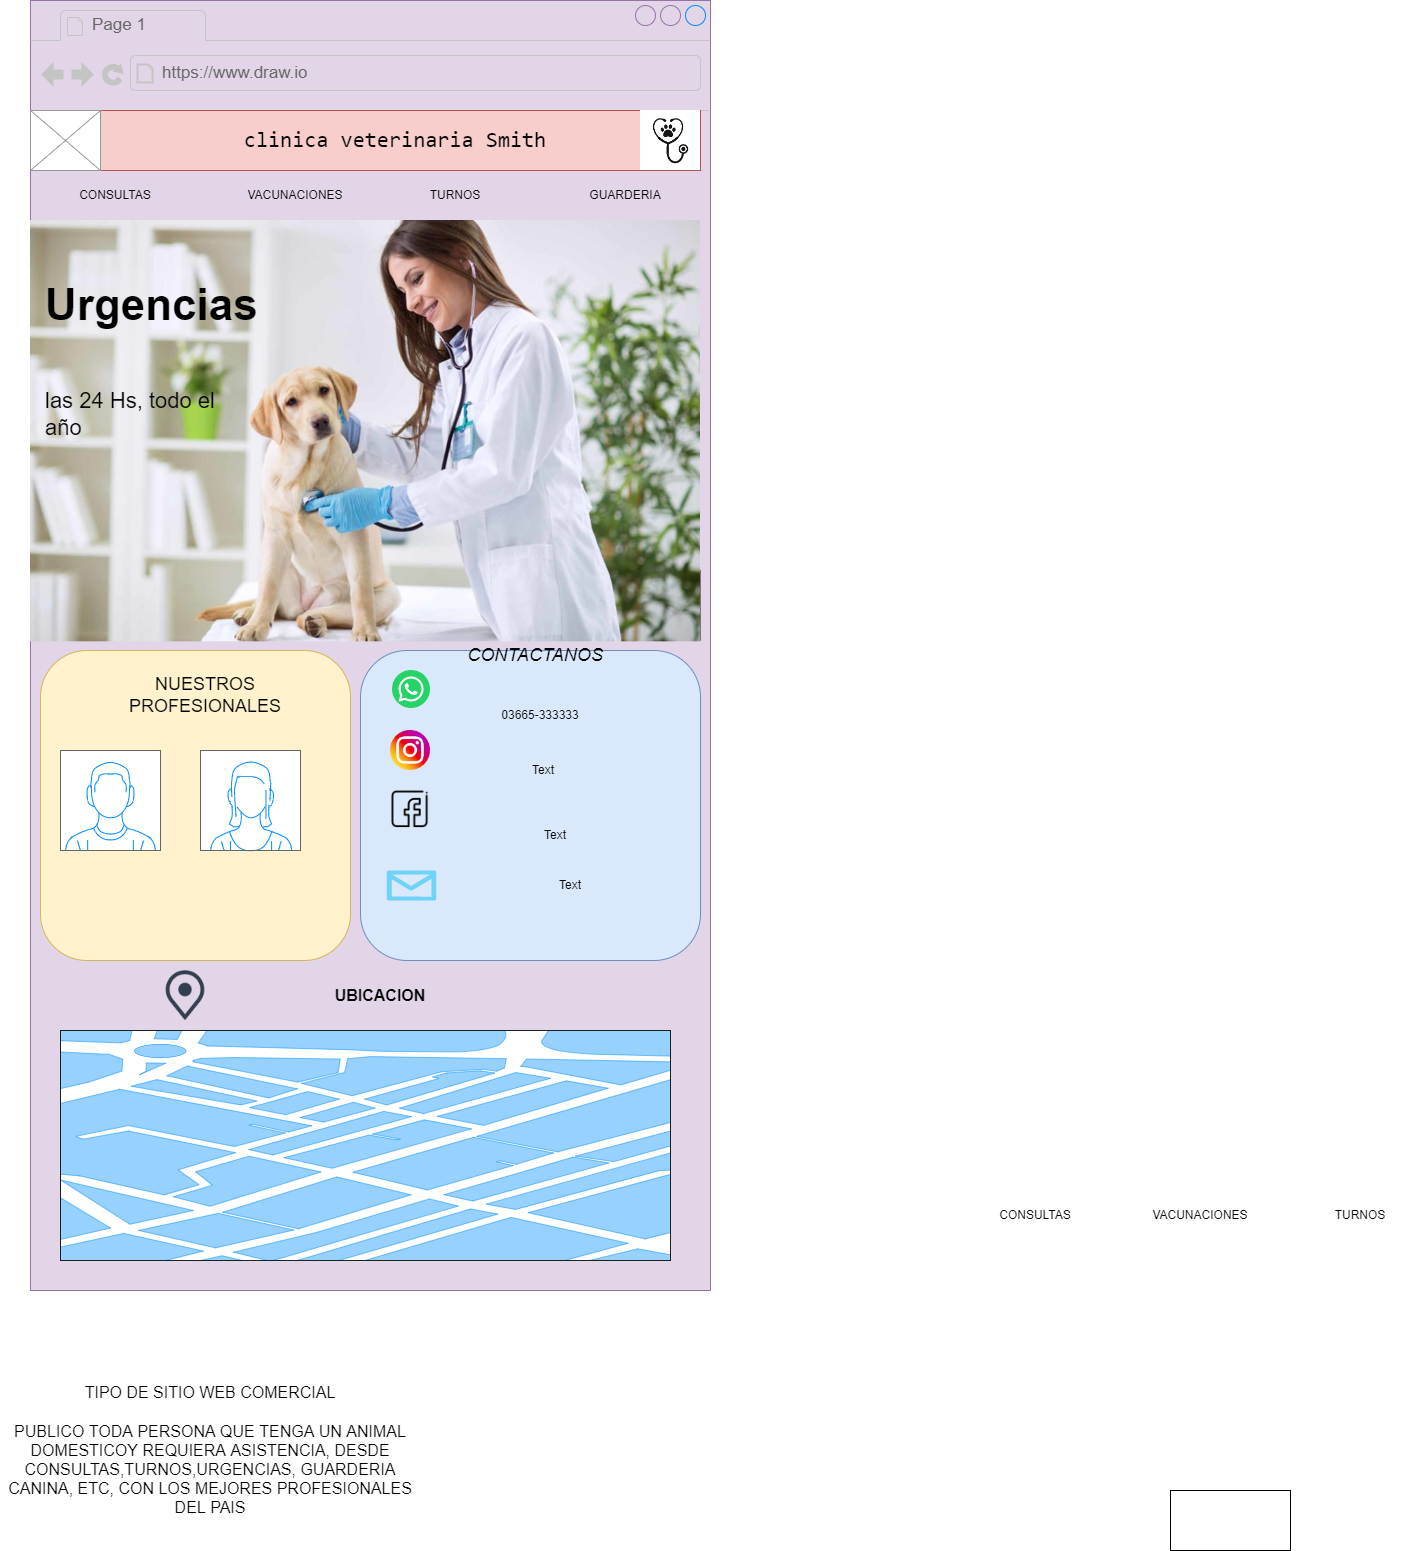 Page 1
https://www.draw.io
clinica veterinaria Smith
CONSULTAS VACUNACIONES TURNOS GUARDERIA
Urgencias
las 24 Hs, todo el
año
NUESTROS
PROFESIONALES
CONTACTANOS
03665-333333
Text
Text
Text
UBICACION
CONSULTAS VACUNACIONES TURNOS
TIPO DE SITIO WEB COMERCIAL
PUBLICO TODA PERSONA QUE TENGA UN ANIMAL
DOMESTICOY REQUIERA ASISTENCIA, DESDE
CONSULTAS,TURNOS,URGENCIAS, GUARDERIA
CANINA, ETC, CON LOS MEJORES PROFESIONALES
DEL PAIS